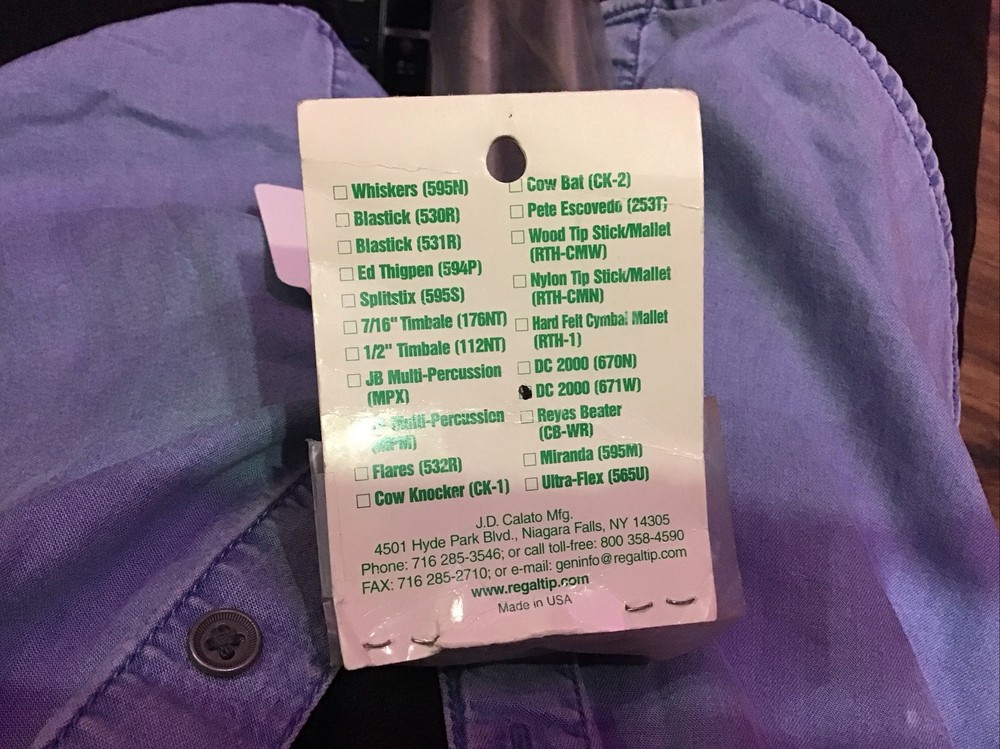 Whiskers (595N)
Blastick (530R)
Blastick (531R)
Ed Thigpen (594P)
Splitstix (595S)
7/16" Timbale (176NT)
1/2" Timbale (112NT)
JB Multi-Percussion
(MPX)
Multi-Percussion
Flares (532R)
Cow Knocker (CK-1)
Cow Bat (CK-2)
Pete Escovedo (253T)
Wood Tip Stick/Mallet
(RTH-CMW)
Nylon Tip Stick/Mallet
(RTH-CMN)
Hard Felt Cymbal Mallet
(RTH-1)
DC 2000 (670N)
DC 2000 (671W)
Reyes Beater
(CB-WR)
Miranda (595M)
Ultra-Flex (565U)
J.D. Calato Mfg.
4501 Hyde Park Blvd., Niagara Falls, NY 14305
Phone: 716 285-3546; or call toll-free: 800 358-4590
FAX: 716 285-2710; or e-mail: geninfo@regaltip.com
www.regaltip.com
Made in USA